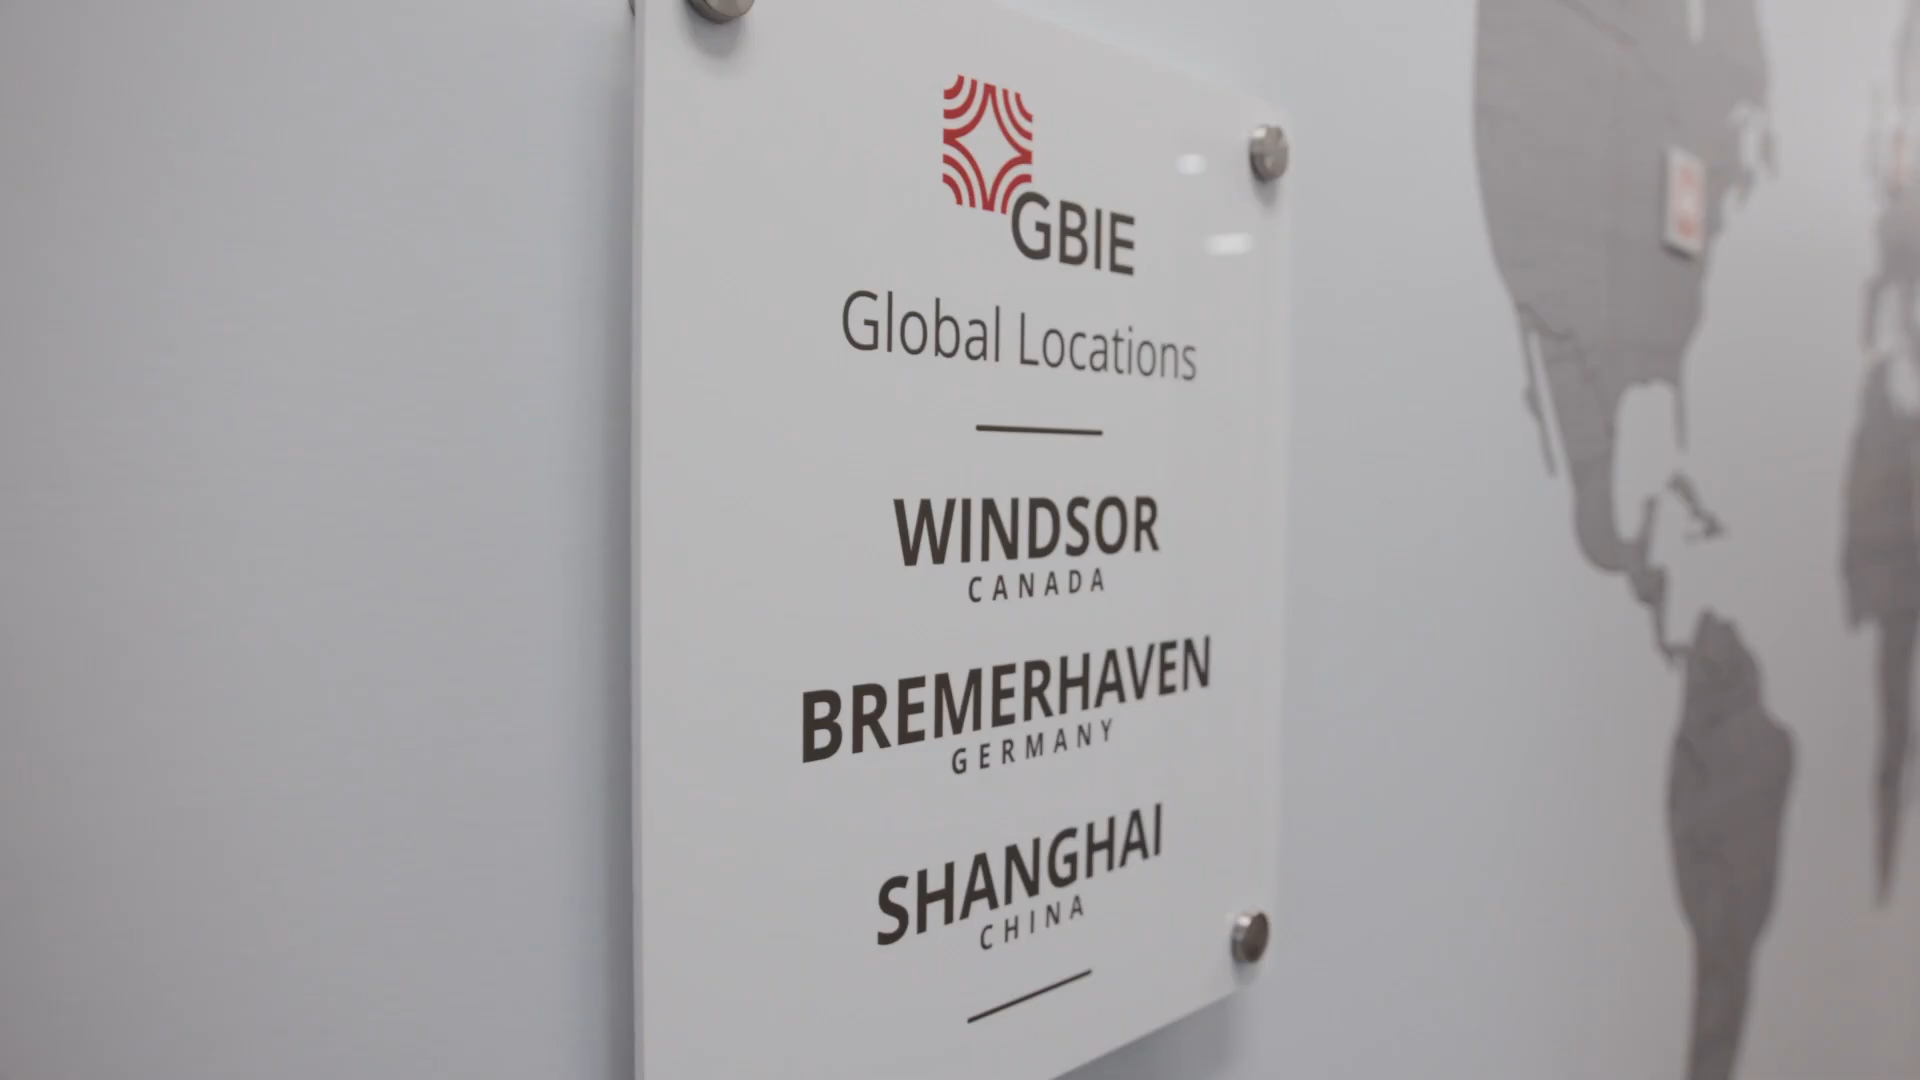 GBIE
Global Locations
WINDSOR
CANADA
BREMERHAVEN
GERMANY
SHANGHAI
CHINA